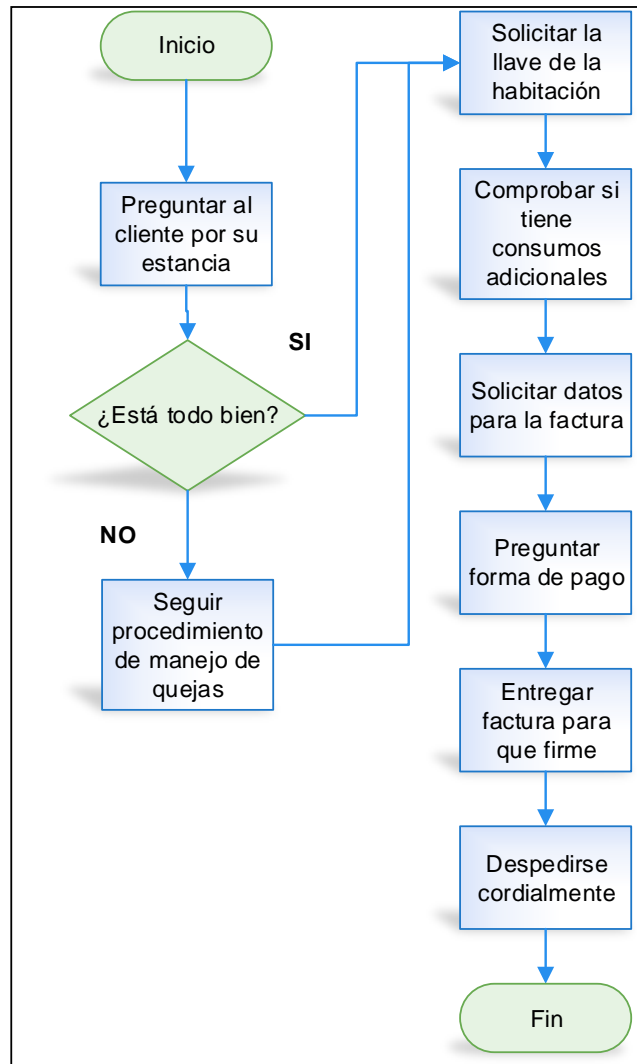 Inicio
Preguntar al
cliente por su
estancia
¿Está todo bien?
SI
NO
Seguir
procedimiento
de manejo de
quejas
Solicitar la
llave de la
habitación
Comprobar si
tiene
consumos
adicionales
Solicitar datos
para la factura
Preguntar
forma de pago
Entregar
factura para
que firme
Despedirse
cordialmente
Fin